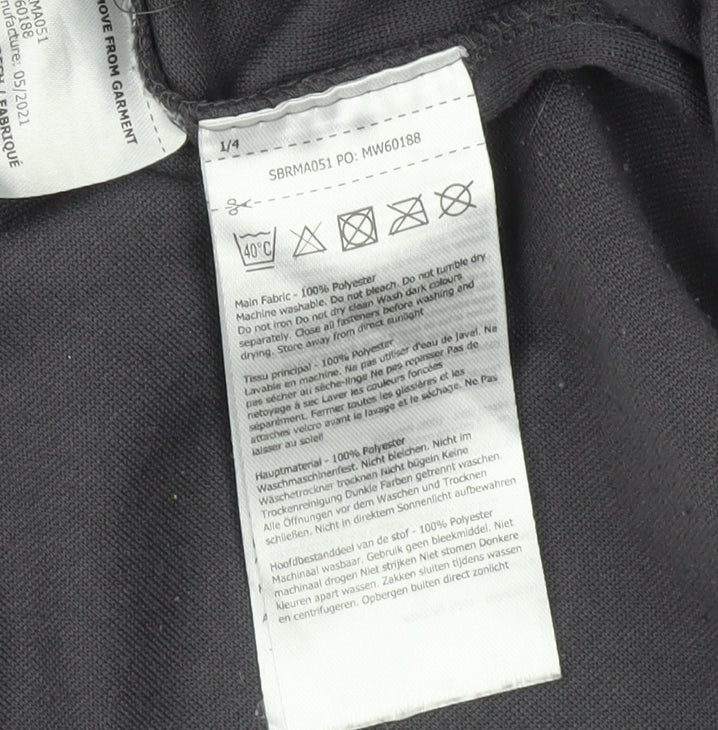 MA051
60188
nufacture: 05/2021
/ FABRIQUÉ
MOVE FROM GARMENT
1/4
SBRMA051 PO: MW60188
40°C
Main Fabric - 100% Polyester
Machine washable. Do not bleach. Do not tumble dry
Do not iron Do not dry clean Wash dark colours
separately. Close all fasteners before washing and
drying. Store away from direct sunlight
Tissu principal - 100% Polyester
Lavable en machine. Ne pas utiliser d'eau de javel. Ne
pas sécher au sèche-linge Ne pas repasser Pas de
netoyage à sec Laver les couleurs foncées
séparément. Fermer toutes les glissières et les
attaches velcro avant le lavage et le séchage. Ne Pas
laisser au soleil
Hauptmaterial - 100% Polyester
Waschmaschinenfest. Nicht bleichen. Nicht im
Wäschetrockner trocknen Nicht bügeln Keine
Trockenreinigung Dunkle Farben getrennt waschen.
Alle Öffnungen vor dem Waschen und Trocknen
schließen. Nicht in direktem Sonnenlicht aufbewahren
Hoofdbestanddeel van de stof - 100% Polyester
Machinaal wasbaar. Gebruik geen bleekmiddel. Niet
machinaal drogen Niet strijken Niet stomen Donkere
kleuren apart wassen. Zakken sluiten tijdens wassen
en centrifugeren. Opbergen buiten direct zonlicht